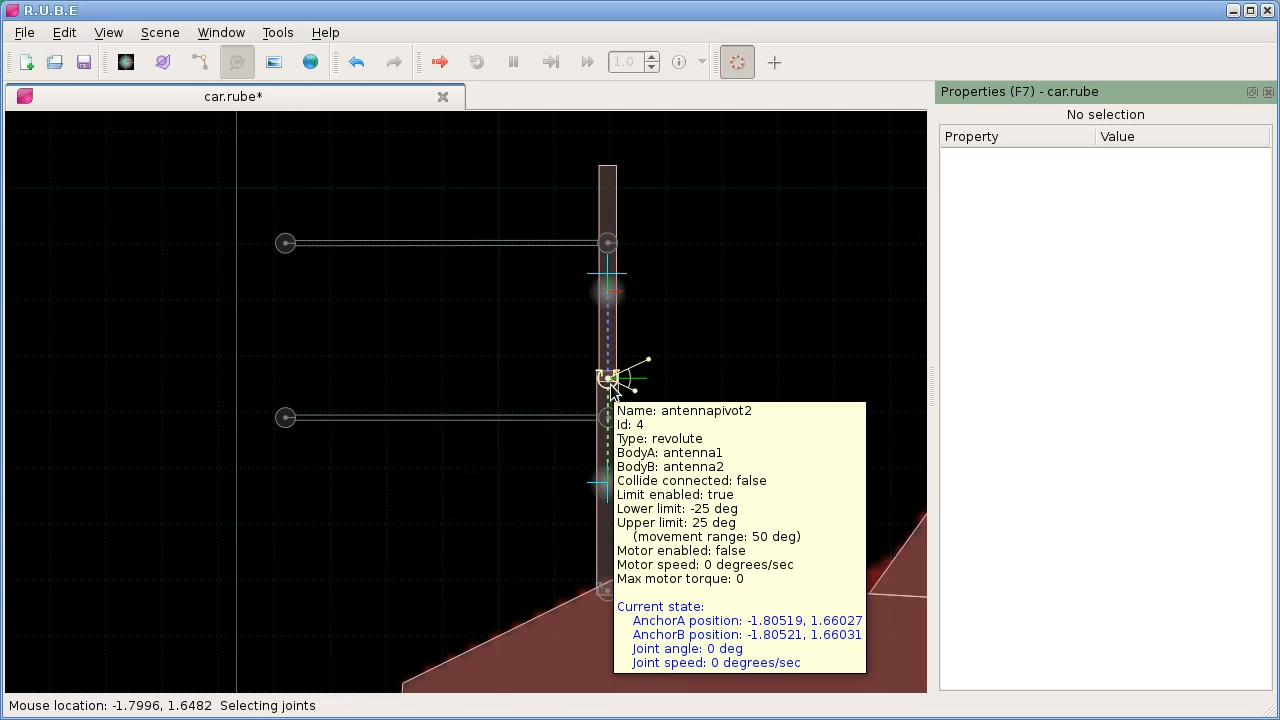 R.U.B.E
File Edit View Scene Window Tools Help
1.0
car.rube*
Properties (F7) - car.rube
No selection
Property Value
Name: antennapivot2
Id: 4
Type: revolute
BodyA: antenna1
BodyB: antenna2
Collide connected: false
Limit enabled: true
Lower limit: -25 deg
Upper limit: 25 deg
(movement range: 50 deg)
Motor enabled: false
Motor speed: 0 degrees/sec
Max motor torque: 0
Current state:
AnchorA position: -1.80519, 1.66027
AnchorB position: -1.80521, 1.66031
Joint angle: 0 deg
Joint speed: 0 degrees/sec
Mouse location: -1.7996, 1.6482 Selecting joints